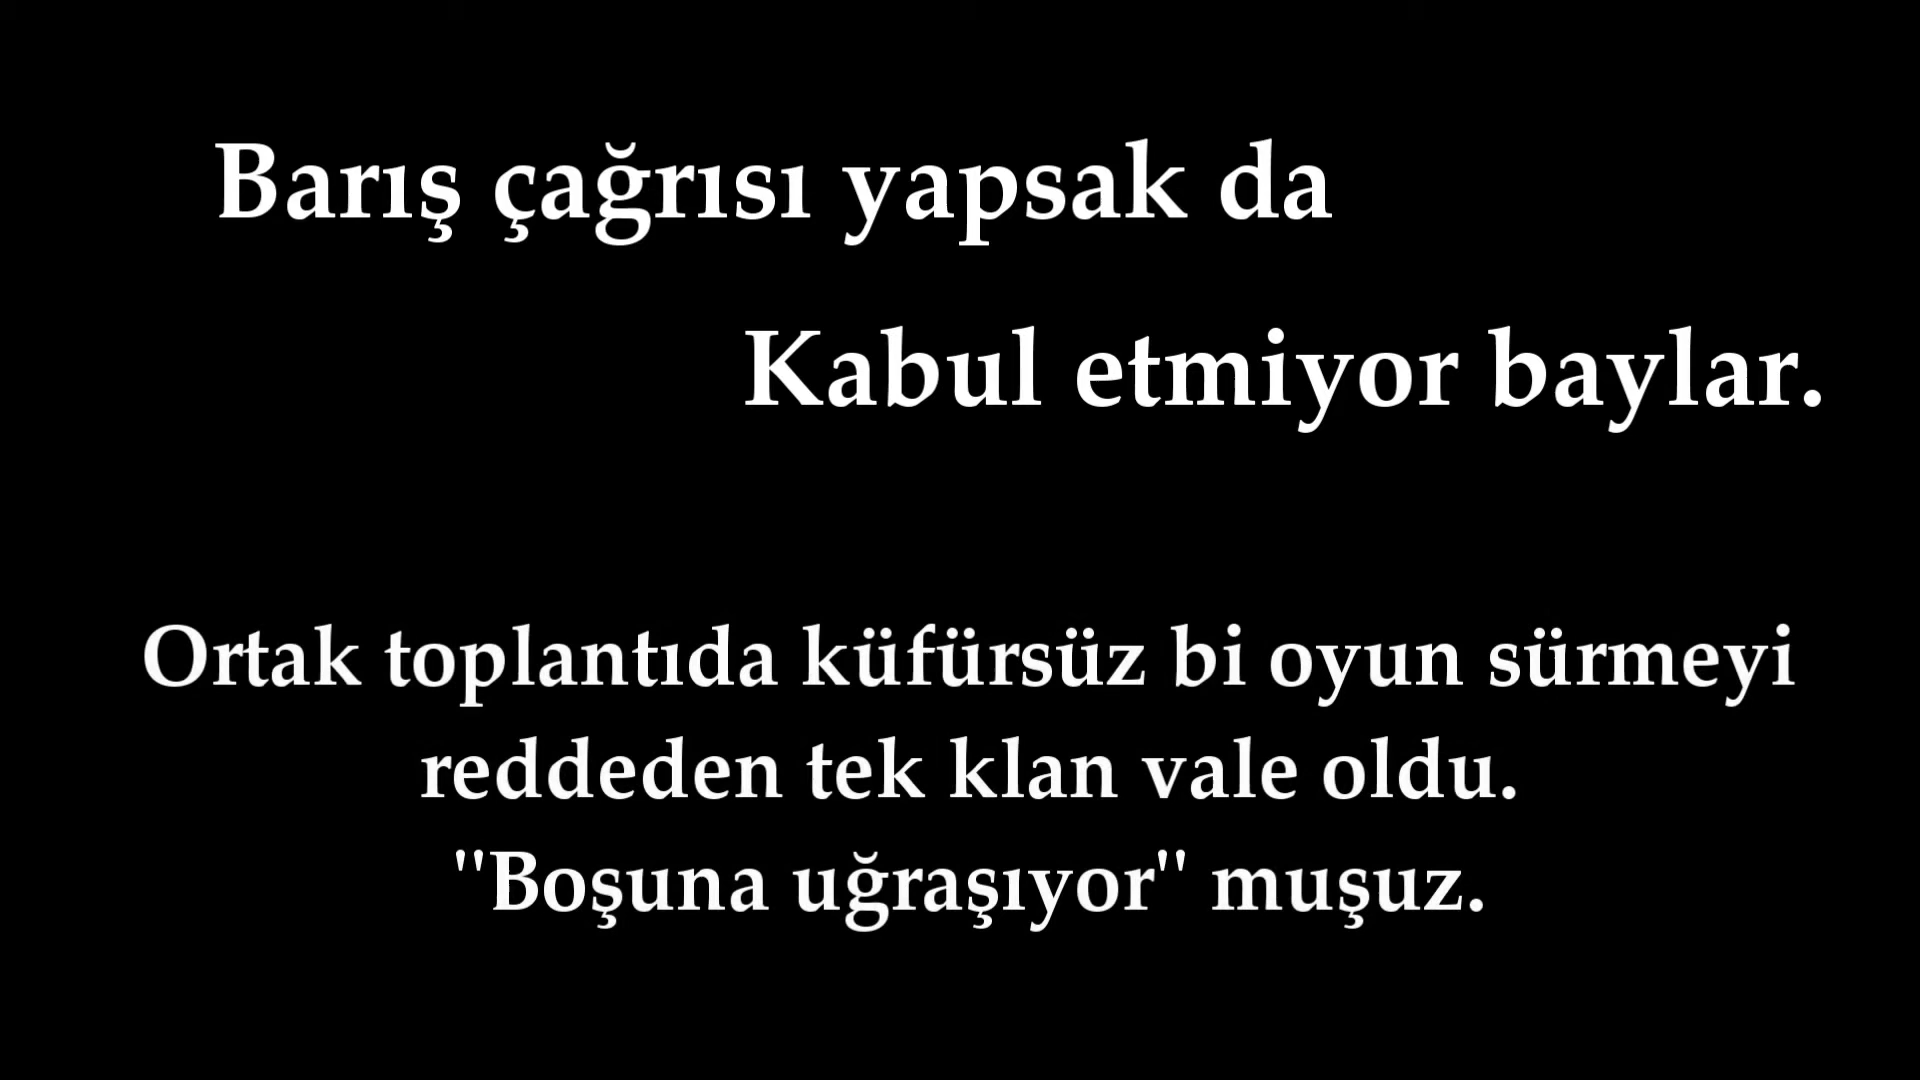 Barış çağrısı yapsak da
Kabul etmiyor baylar.
Ortak toplantıda küfürsüz bi oyun sürmeyi
reddeden tek klan vale oldu.
"Boşuna uğraşıyor" muşuz.